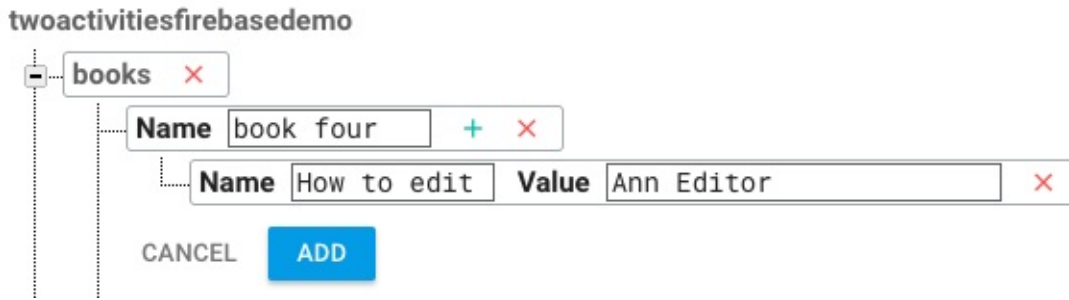 twoactivitiesfirebasedemo
books
Name book four
Name How to edit Value Ann Editor
CANCEL ADD